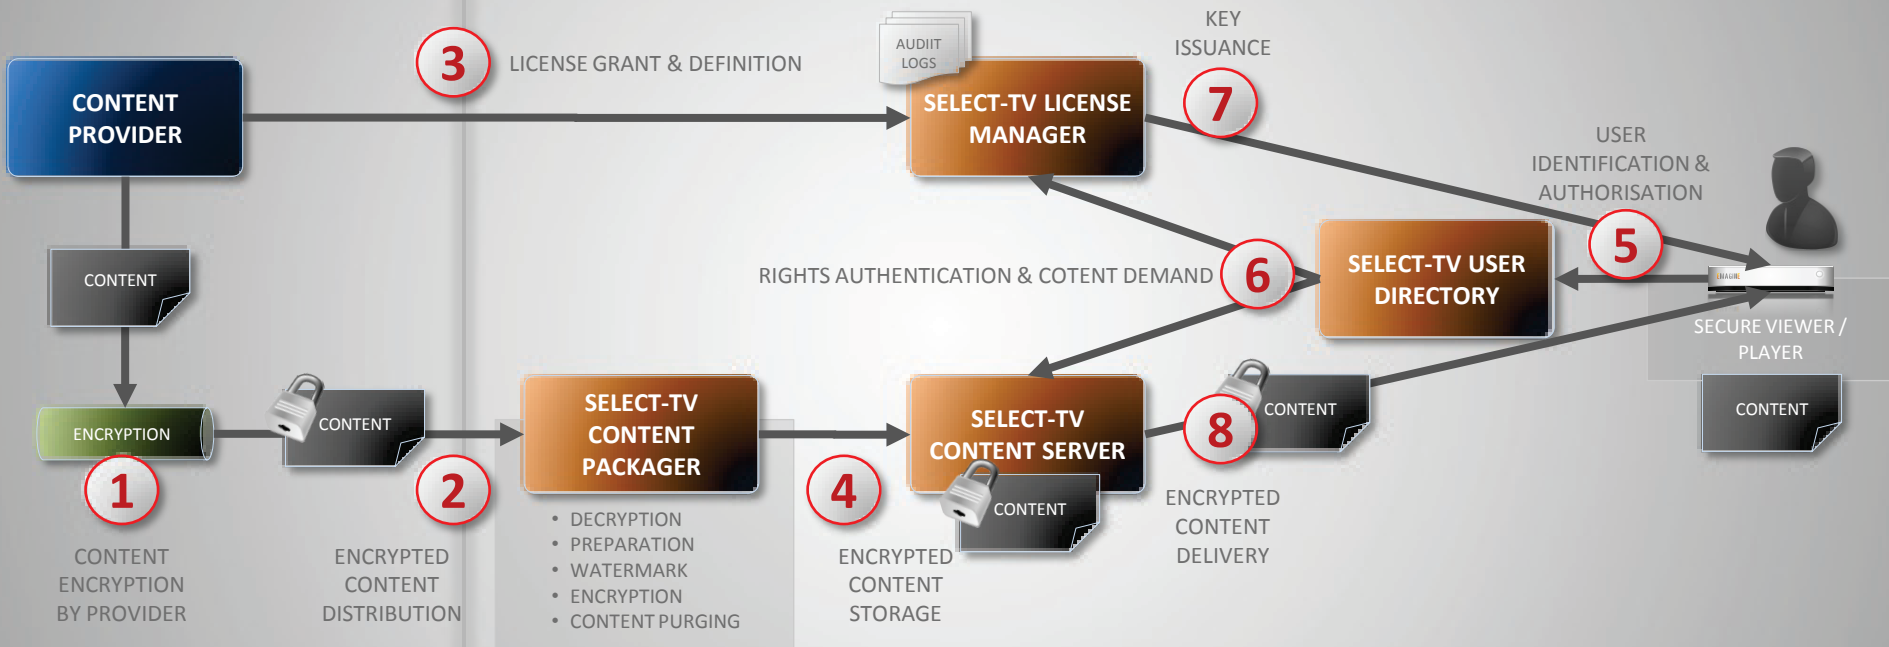 3
LICENSE GRANT & DEFINITION
CONTENT
PROVIDER
AUDIIT
LOGS
SELECT-TV LICENSE
MANAGER
KEY
ISSUANCE
7
USER
IDENTIFICATION &
AUTHORISATION
5
CONTENT
RIGHTS AUTHENTICATION & COTENT DEMAND
6
SELECT-TV USER
DIRECTORY
SECURE VIEWER /
PLAYER
CONTENT
ENCRYPTION
1
CONTENT
ENCRYPTION
BY PROVIDER
CONTENT
2
ENCRYPTED
CONTENT
DISTRIBUTION
SELECT-TV
CONTENT
PACKAGER
• DECRYPTION
• PREPARATION
• WATERMARK
• ENCRYPTION
• CONTENT PURGING
4
ENCRYPTED
CONTENT
STORAGE
SELECT-TV
CONTENT SERVER
CONTENT
8
CONTENT
ENCRYPTED
CONTENT
DELIVERY